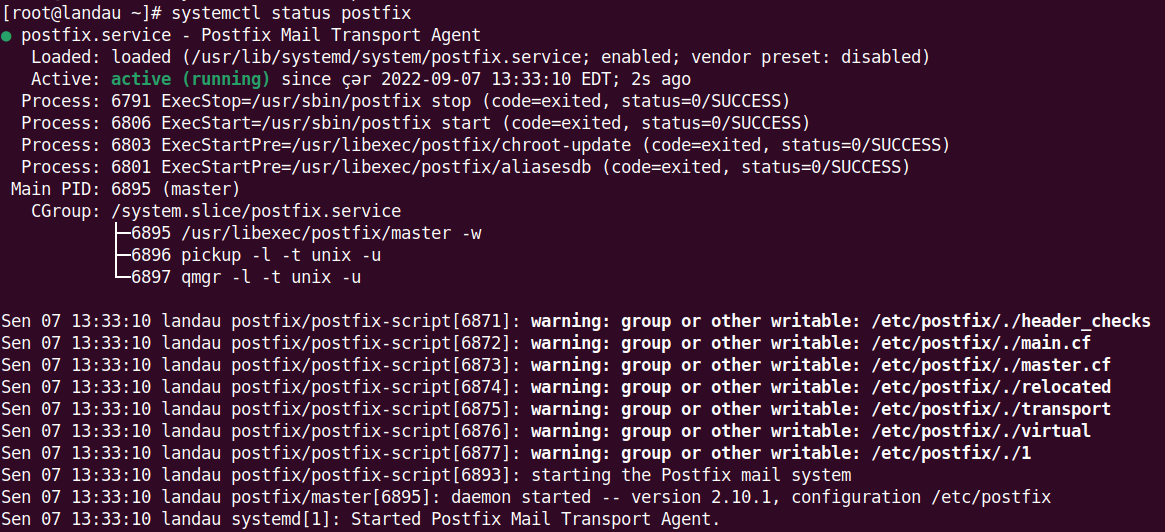 [root@landau ~]# systemctl status postfix
● postfix.service - Postfix Mail Transport Agent
   Loaded: loaded (/usr/lib/systemd/system/postfix.service; enabled; vendor preset: disabled)
   Active: active (running) since çar 2022-09-07 13:33:10 EDT; 2s ago
  Process: 6791 ExecStop=/usr/sbin/postfix stop (code=exited, status=0/SUCCESS)
  Process: 6806 ExecStart=/usr/sbin/postfix start (code=exited, status=0/SUCCESS)
  Process: 6803 ExecStartPre=/usr/libexec/postfix/chroot-update (code=exited, status=0/SUCCESS)
  Process: 6801 ExecStartPre=/usr/libexec/postfix/aliasesdb (code=exited, status=0/SUCCESS)
 Main PID: 6895 (master)
   CGroup: /system.slice/postfix.service
           ├─6895 /usr/libexec/postfix/master -w
           ├─6896 pickup -l -t unix -u
           └─6897 qmgr -l -t unix -u
Sen 07 13:33:10 landau postfix/postfix-script[6871]: warning: group or other writable: /etc/postfix/./header_checks
Sen 07 13:33:10 landau postfix/postfix-script[6872]: warning: group or other writable: /etc/postfix/./main.cf
Sen 07 13:33:10 landau postfix/postfix-script[6873]: warning: group or other writable: /etc/postfix/./master.cf
Sen 07 13:33:10 landau postfix/postfix-script[6874]: warning: group or other writable: /etc/postfix/./relocated
Sen 07 13:33:10 landau postfix/postfix-script[6875]: warning: group or other writable: /etc/postfix/./transport
Sen 07 13:33:10 landau postfix/postfix-script[6876]: warning: group or other writable: /etc/postfix/./virtual
Sen 07 13:33:10 landau postfix/postfix-script[6877]: warning: group or other writable: /etc/postfix/./1
Sen 07 13:33:10 landau postfix/postfix-script[6893]: starting the Postfix mail system
Sen 07 13:33:10 landau postfix/master[6895]: daemon started -- version 2.10.1, configuration /etc/postfix
Sen 07 13:33:10 landau systemd[1]: Started Postfix Mail Transport Agent.